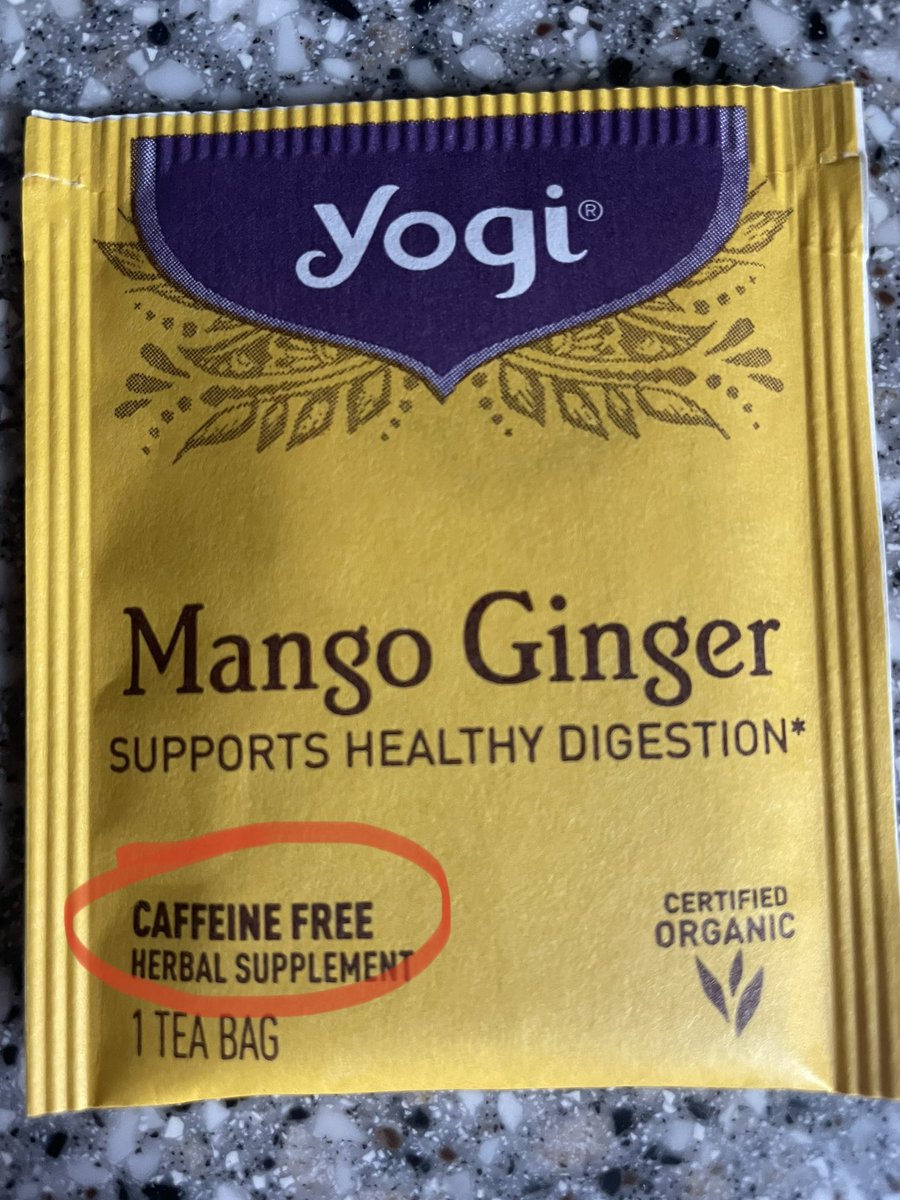 yogi®
Mango Ginger
SUPPORTS HEALTHY DIGESTION*
CAFFEINE FREE
HERBAL SUPPLEMENT
1 TEA BAG
CERTIFIED
ORGANIC